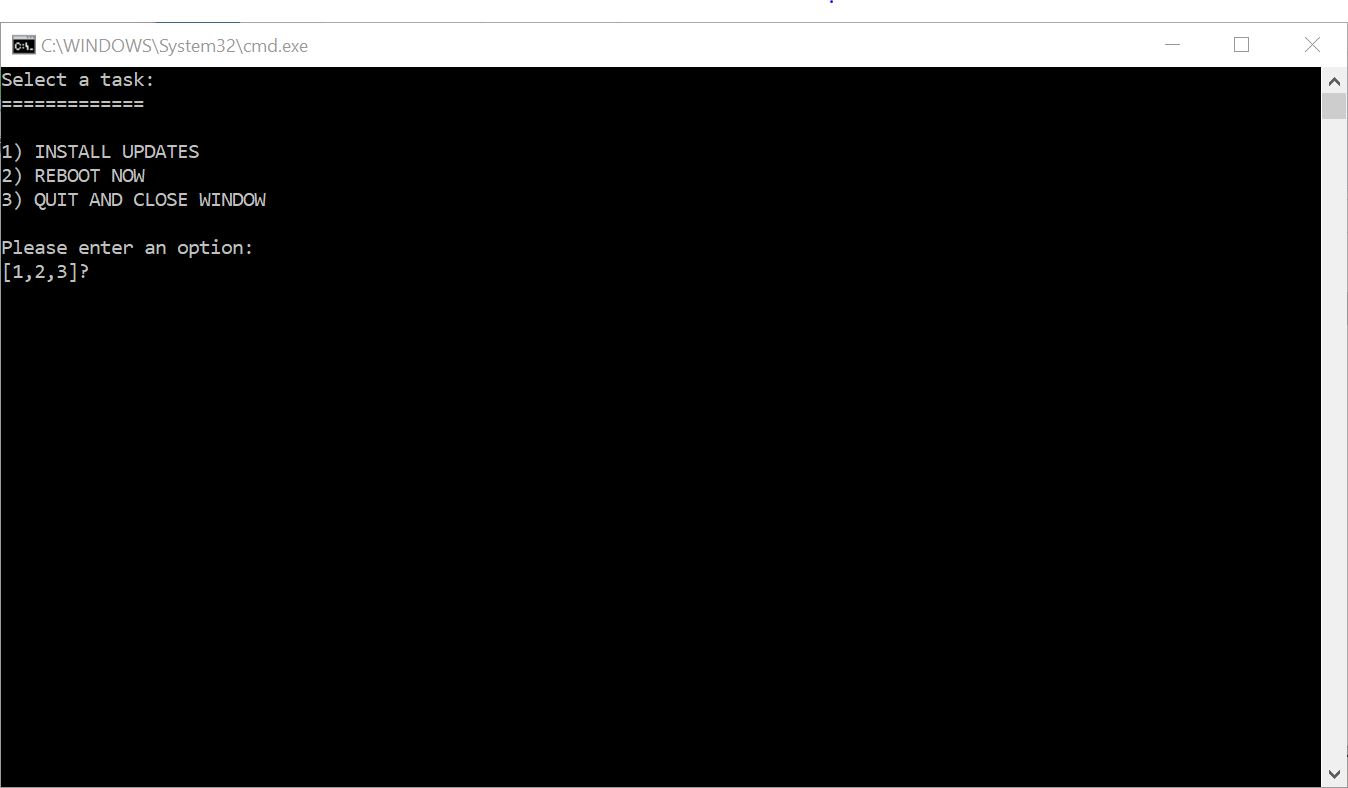 C:\WINDOWS\System32\cmd.exe
Select a task:
=============
1) INSTALL UPDATES
2) REBOOT NOW
3) QUIT AND CLOSE WINDOW
Please enter an option:
[1,2,3]?